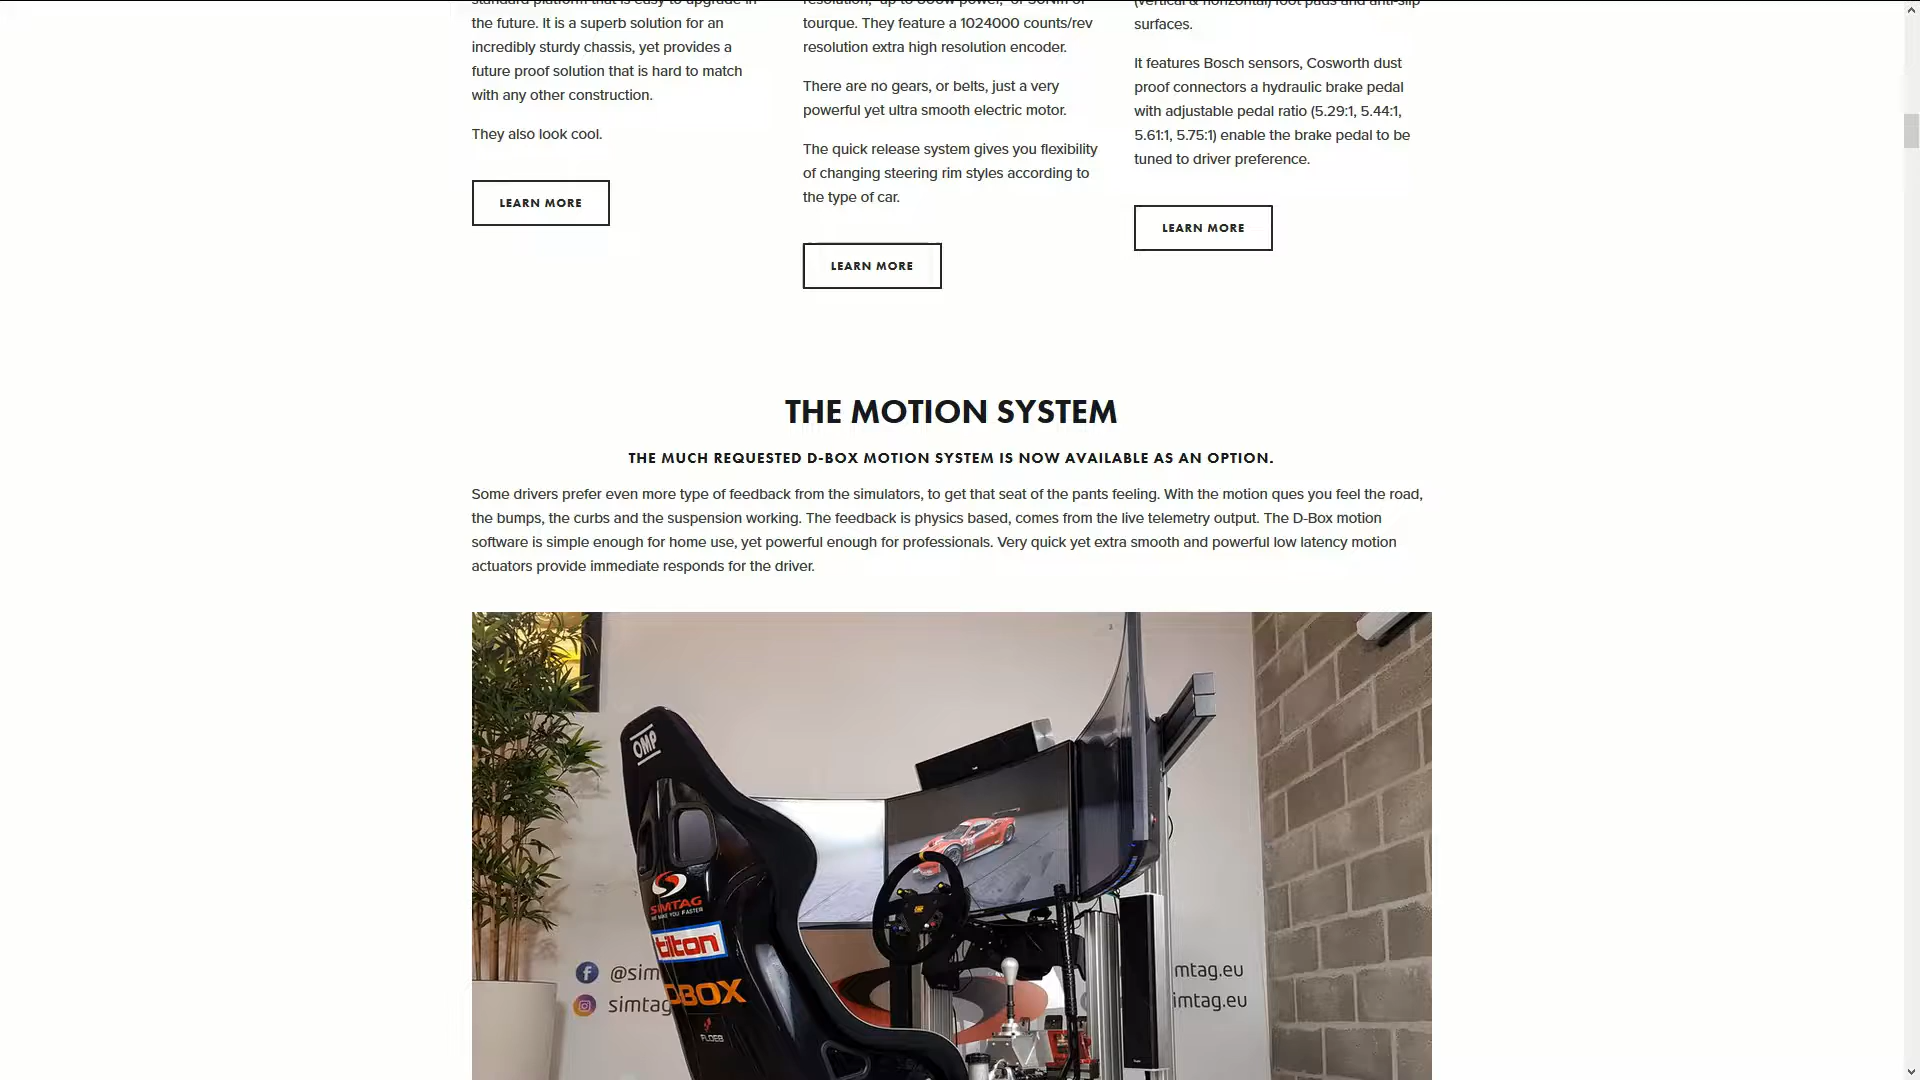 the future. It is a superb solution for an
incredibly sturdy chassis, yet provides a
future proof solution that is hard to match
with any other construction.
They also look cool.
LEARN MORE
tourque. They feature a 1024000 counts/rev
resolution extra high resolution encoder.
There are no gears, or belts, just a very
powerful yet ultra smooth electric motor.
The quick release system gives you flexibility
of changing steering rim styles according to
the type of car.
LEARN MORE
surfaces.
It features Bosch sensors, Cosworth dust
proof connectors a hydraulic brake pedal
with adjustable pedal ratio (5.29:1, 5.44:1,
5.61:1, 5.75:1) enable the brake pedal to be
tuned to driver preference.
LEARN MORE
THE MOTION SYSTEM
THE MUCH REQUESTED D-BOX MOTION SYSTEM IS NOW AVAILABLE AS AN OPTION.
Some drivers prefer even more type of feedback from the simulators, to get that seat of the pants feeling. With the motion ques you feel the road,
the bumps, the curbs and the suspension working. The feedback is physics based, comes from the live telemetry output. The D-Box motion
software is simple enough for home use, yet powerful enough for professionals. Very quick yet extra smooth and powerful low latency motion
actuators provide immediate responds for the driver.
OMP
SIMTAG
WE MAKE YOU FASTER
tilton
DBOX
@sim
simtag
mtag.eu
imtag.eu